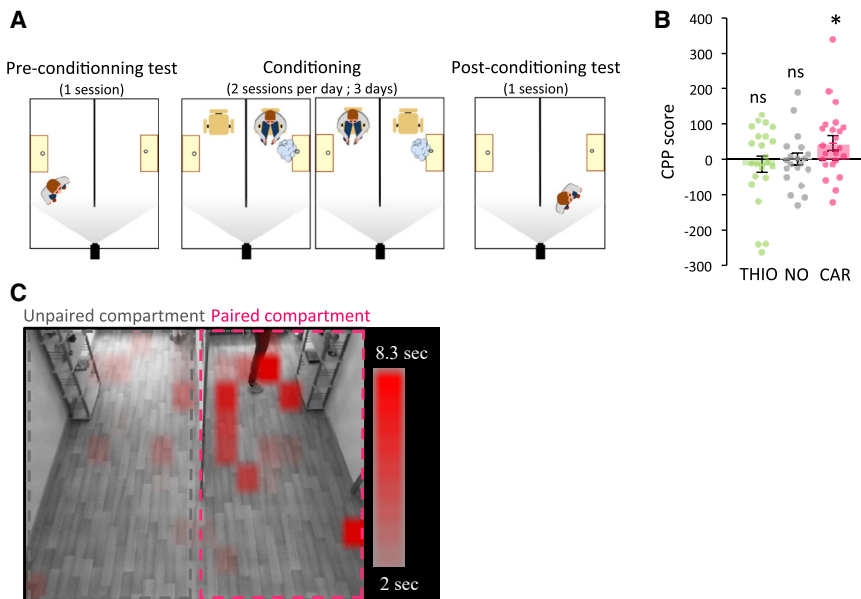 A
Pre-conditionning test
(1 session)
Conditioning
(2 sessions per day ; 3 days)
Post-conditioning test
(1 session)
B
CPP score
400
300
200
100
0
-100
-200
-300
ns
ns
*
THIO NO CAR
C
Unpaired compartment Paired compartment
8.3 sec
2 sec